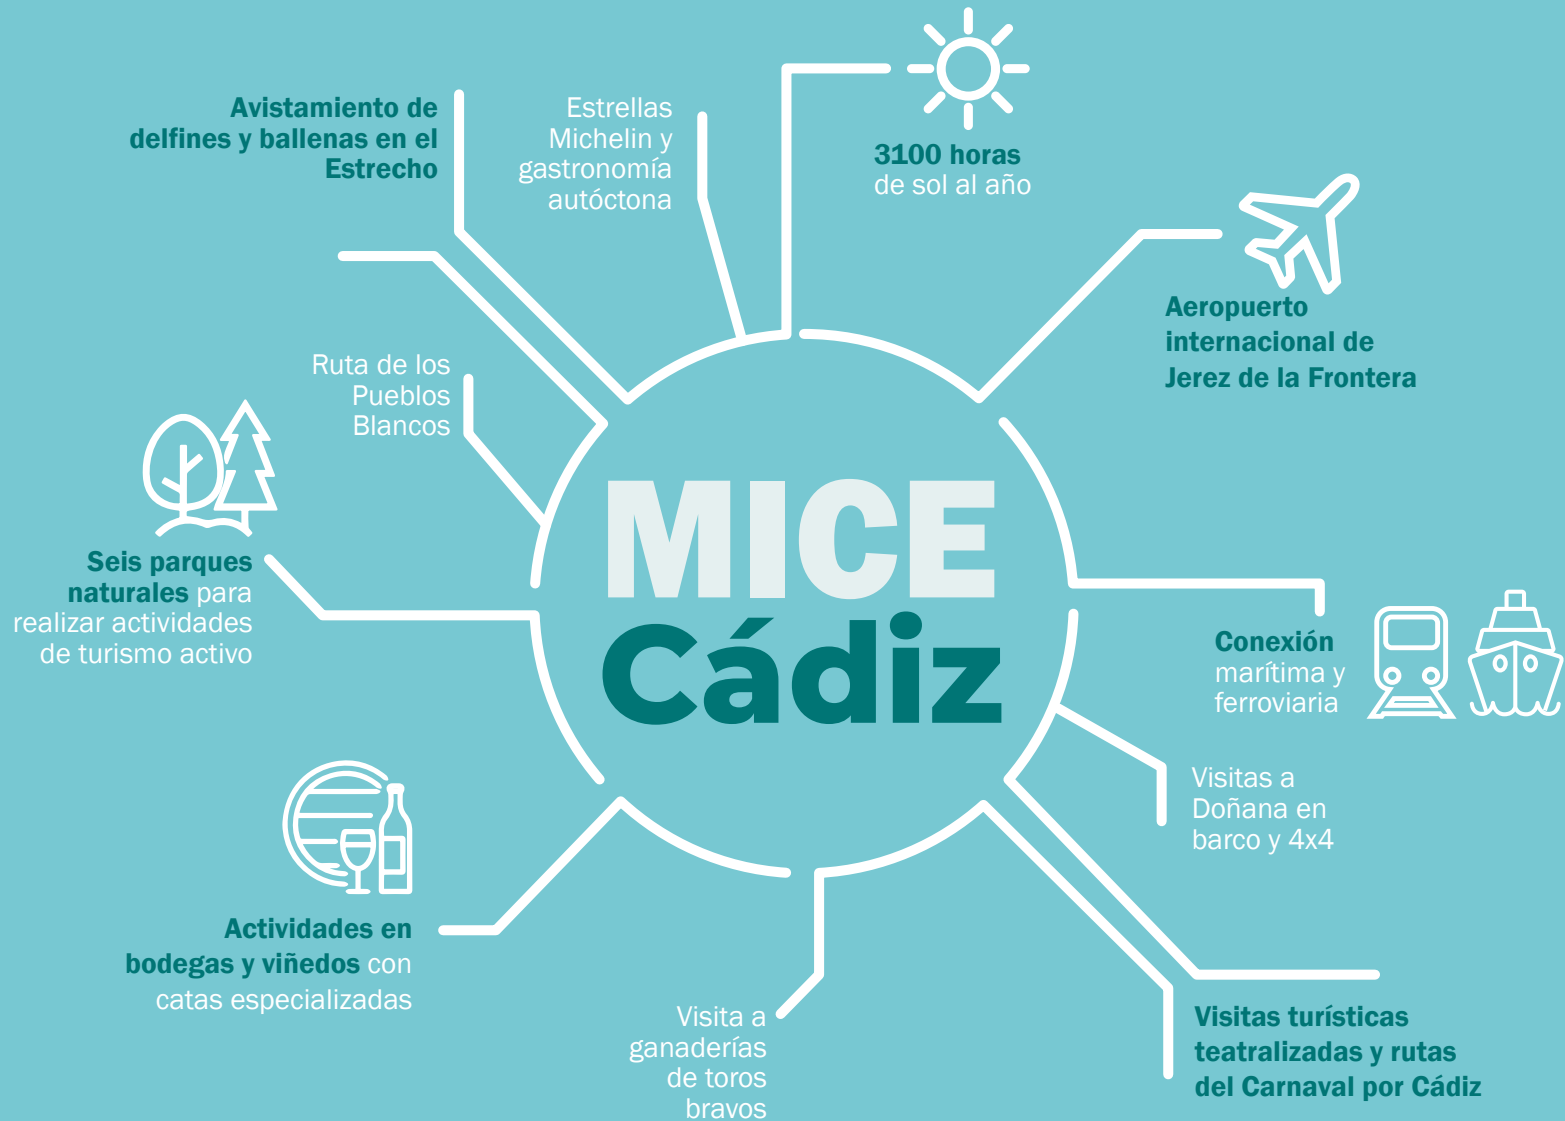 Avistamiento de
delfines y ballenas en el
Estrecho
Estrellas
Michelin y
gastronomía
autóctona
3100 horas
de sol al año
Aeropuerto
internacional de
Jerez de la Frontera
Ruta de los
Pueblos
Blancos
MICE
Cádiz
Seis parques
naturales para
realizar actividades
de turismo activo
Conexión
marítima y
ferroviaria
Visitas a
Doñana en
barco y 4x4
Actividades en
bodegas y viñedos con
catas especializadas
Visita a
ganaderías
de toros
bravos
Visitas turísticas
teatralizadas y rutas
del Carnaval por Cádiz